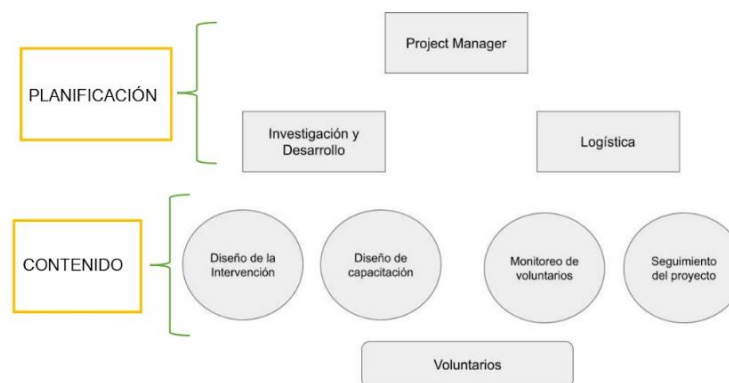 Project Manager
PLANIFICACIÓN
Investigación y
Desarrollo
Logística
CONTENIDO
Diseño de la
Intervención
Diseño de
capacitación
Monitoreo de
voluntarios
Seguimiento
del proyecto
Voluntarios